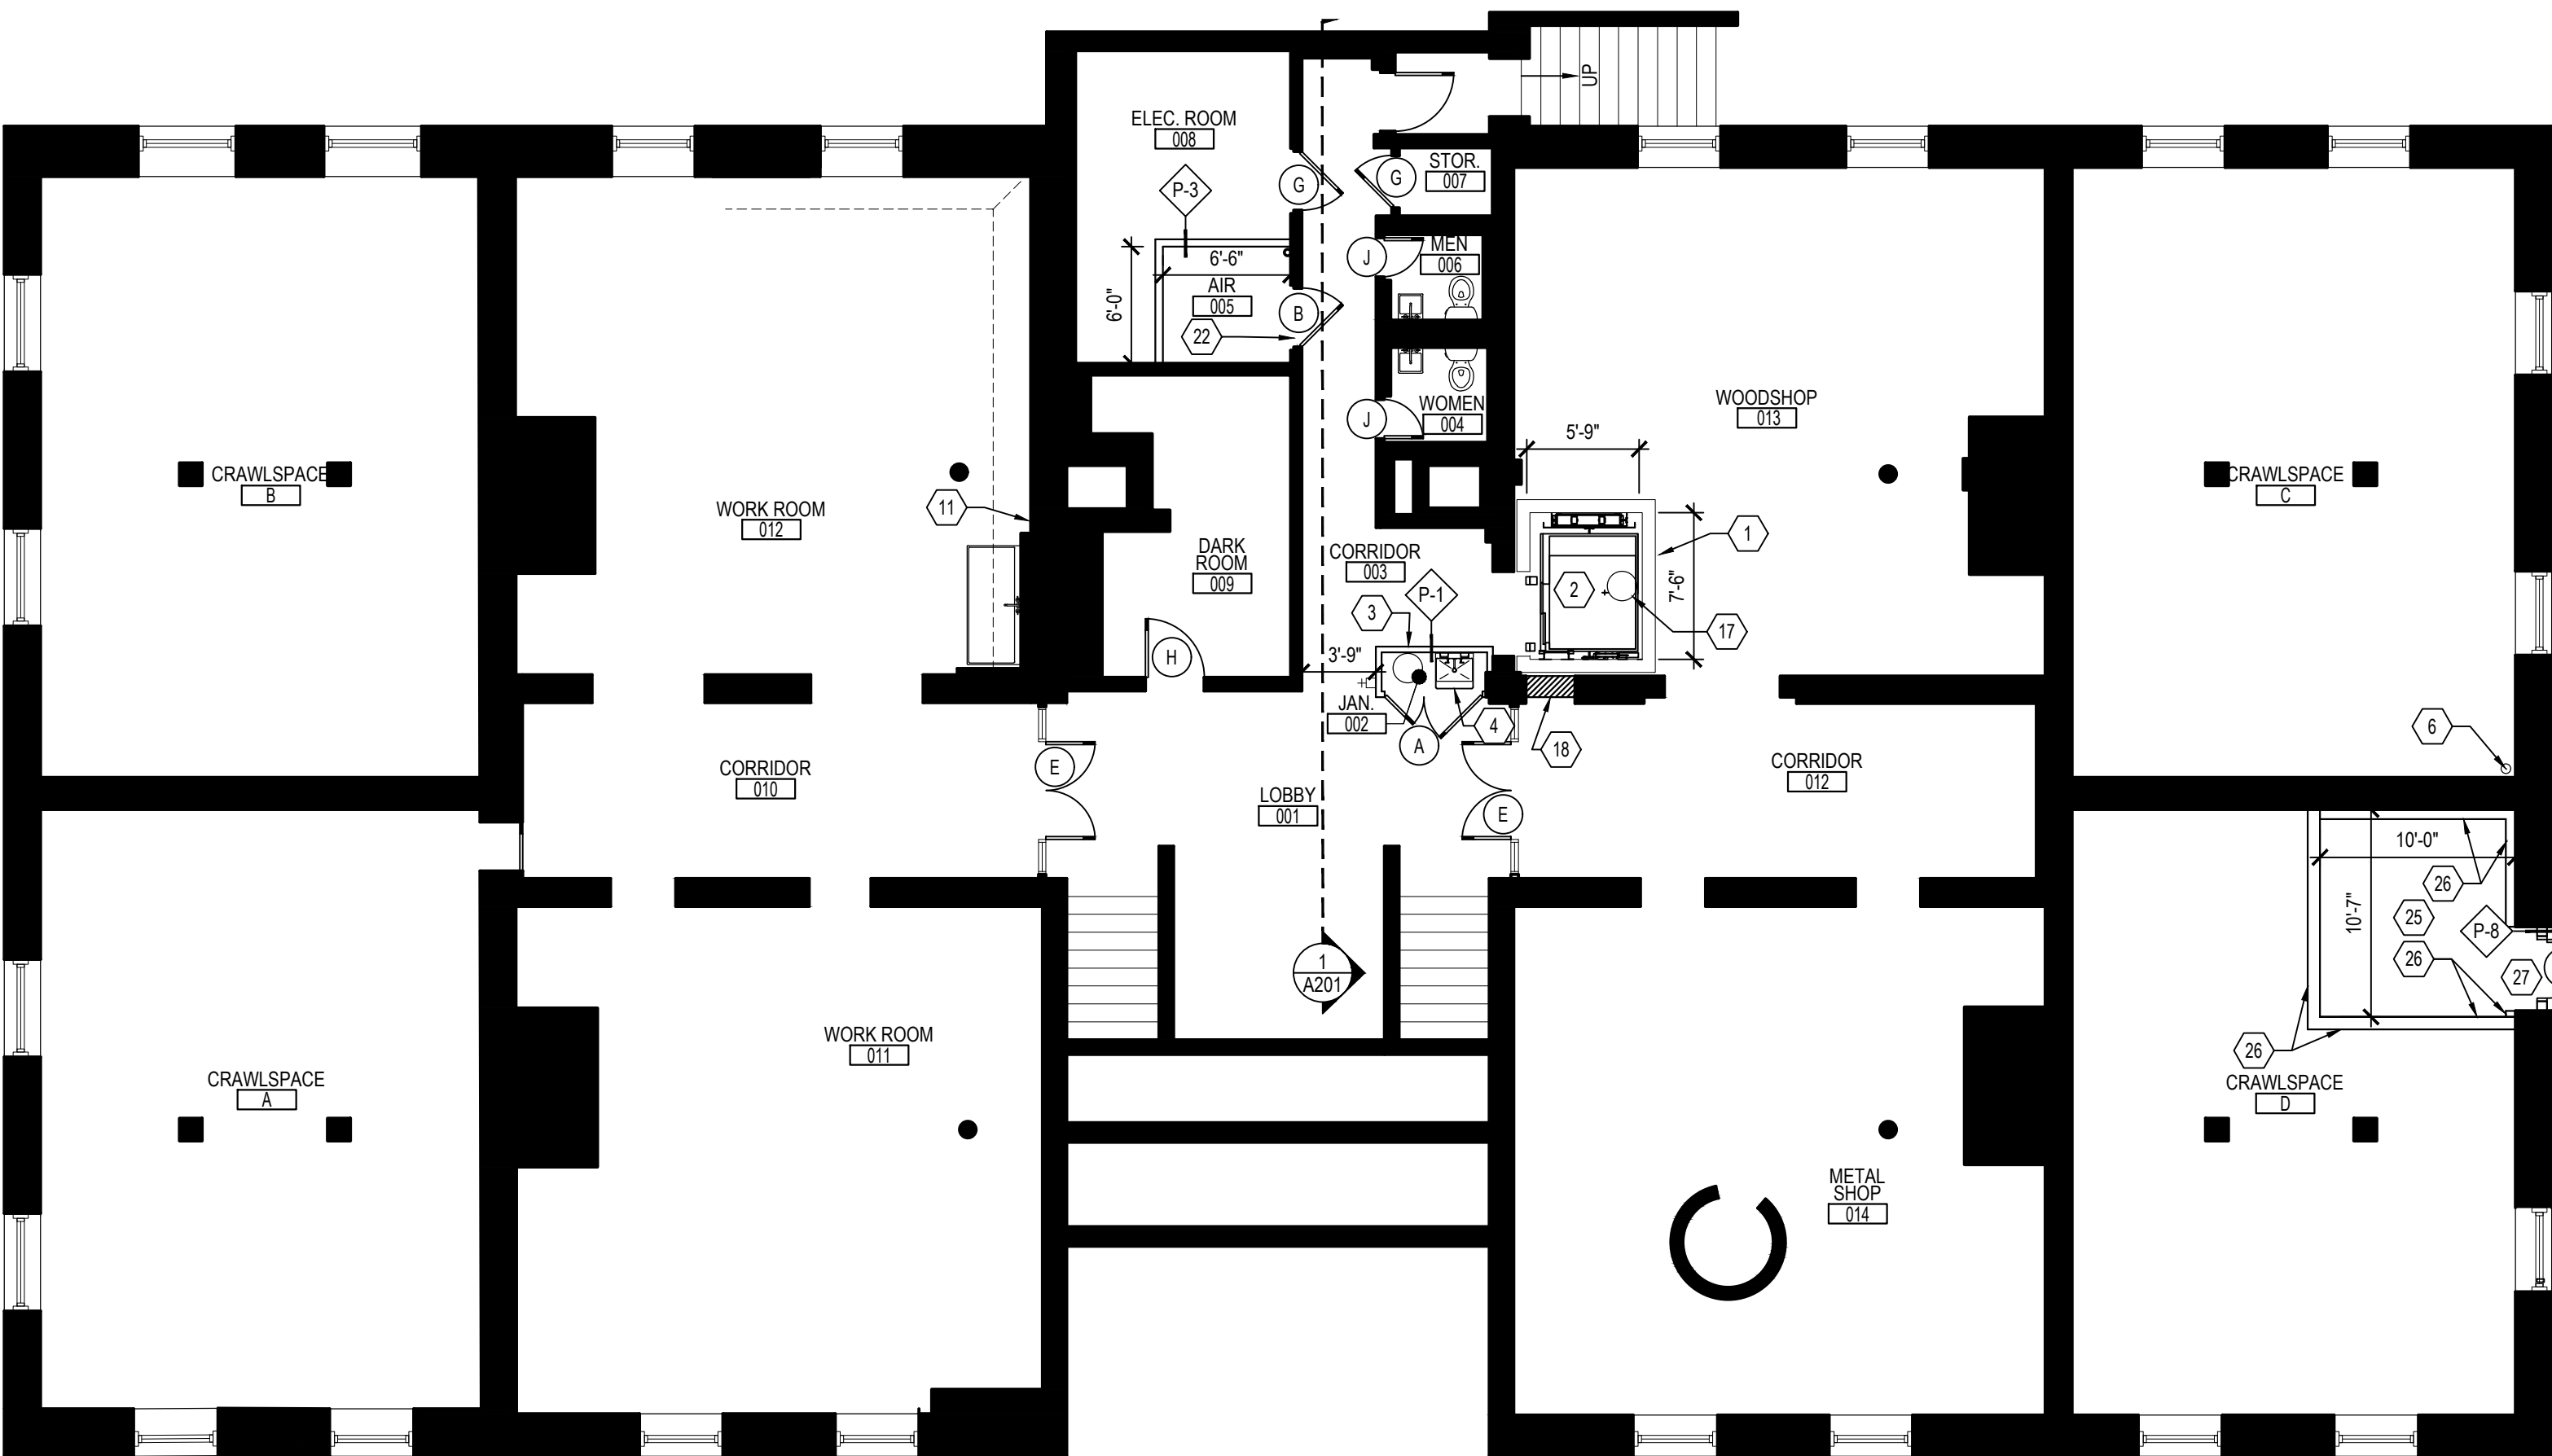 UP
ELEC. ROOM
008
STOR.
007
P-3
G
G
MEN
006
J
6'-6"
AIR
005
6'-0"
B
22
WOMEN
004
J
WOODSHOP
013
5'-9"
CRAWLSPACE
B
WORK ROOM
012
11
DARK
ROOM
009
CORRIDOR
003
P-1
3
1
2
7'-6"
17
CRAWLSPACE
C
H
3'-9"
JAN.
002
4
A
18
6
CORRIDOR
010
E
LOBBY
001
E
CORRIDOR
012
10'-0"
10'-7"
26
25
P-8
26
27
26
1
A201
WORK ROOM
011
CRAWLSPACE
A
CRAWLSPACE
D
METAL
SHOP
014